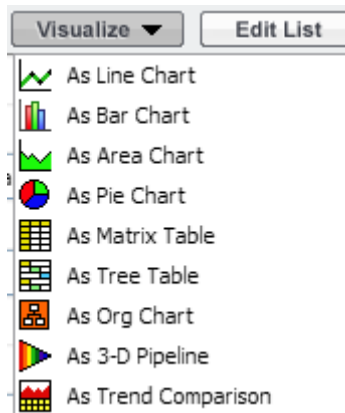 Visualize Edit List
As Line Chart
As Bar Chart
As Area Chart
As Pie Chart
As Matrix Table
As Tree Table
As Org Chart
As 3-D Pipeline
As Trend Comparison